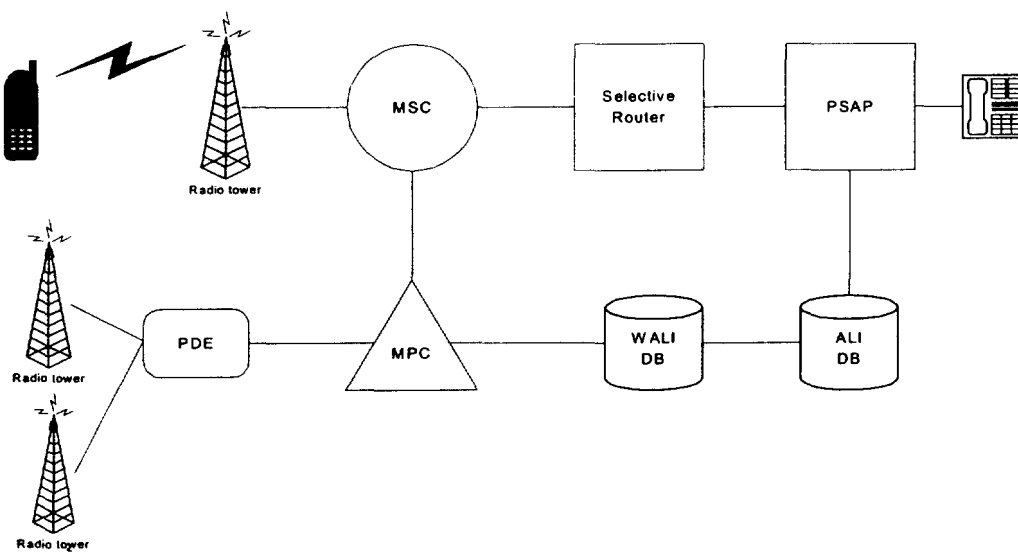 MSC
Selective
Router
PSAP
Radio tower
PDE
MPC
WALI
DB
ALI
DB
Radio tower
Radio tower